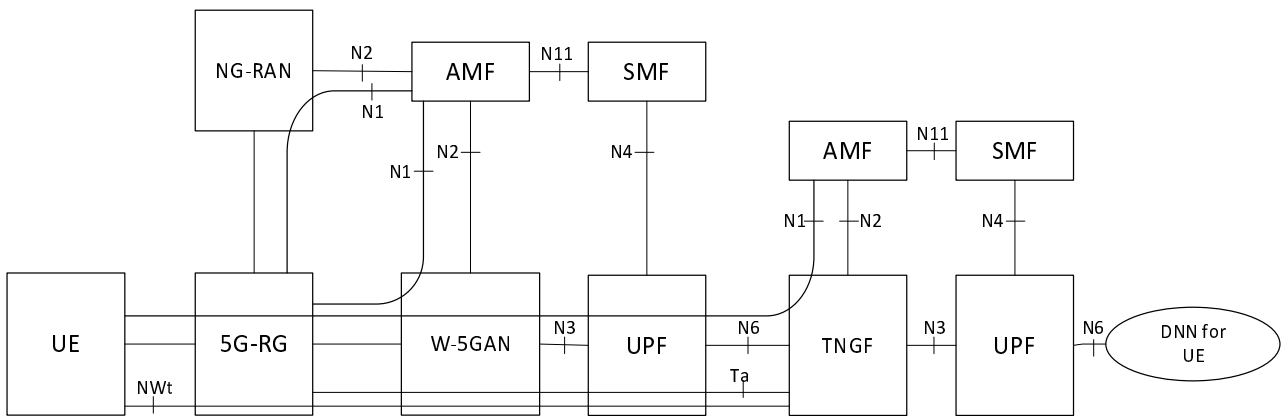 NG-RAN
N2
AMF
N11
SMF
N1
N1
N2
N4
AMF
N11
SMF
N1
N2
N4
UE
5G-RG
W-5GAN
N3
UPF
N6
TNGF
N3
UPF
N6
DNN for
UE
NWt
Ta